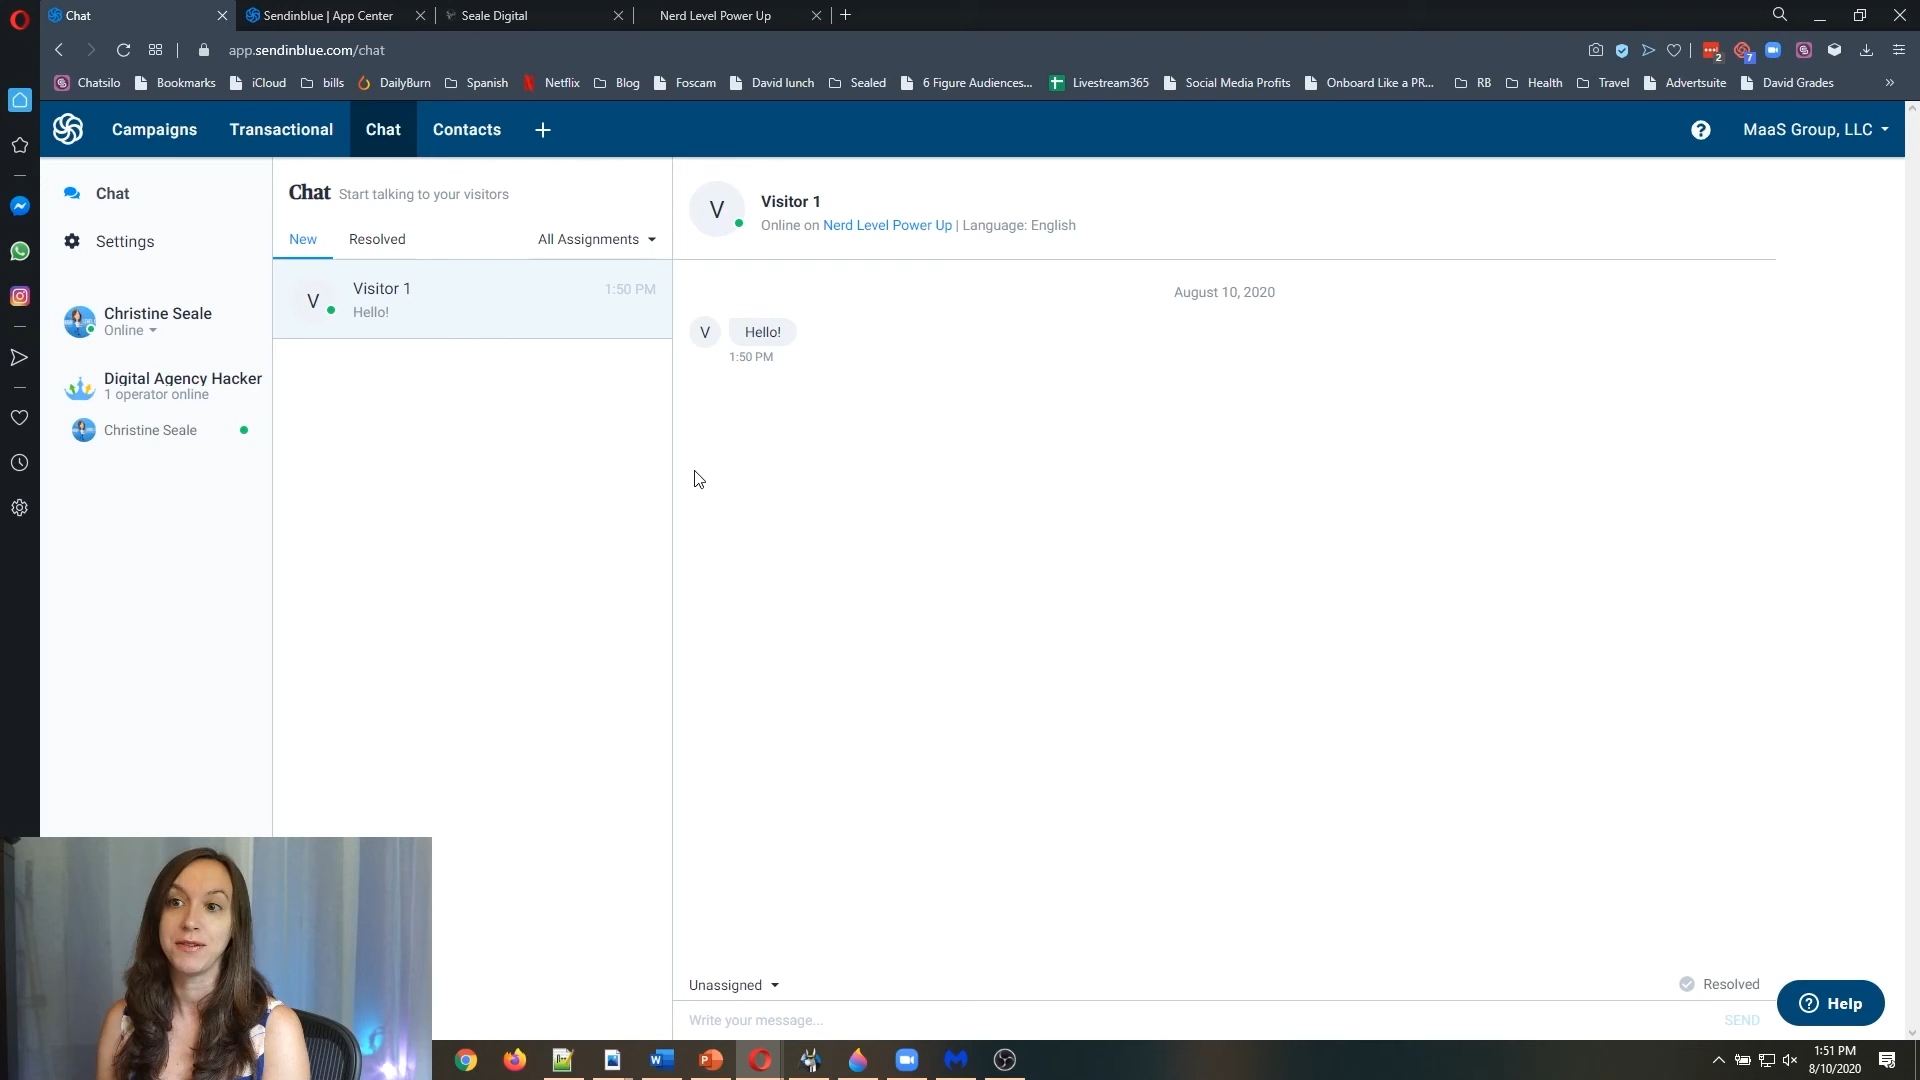 Chat
Sendinblue | App Center
Seale Digital
Nerd Level Power Up
app.sendinblue.com/chat
2
7
Chatsilo
Bookmarks
iCloud
bills
DailyBurn
Spanish
Netflix
Blog
Foscam
David lunch
Sealed
6 Figure Audiences...
Livestream365
Social Media Profits
Onboard Like a PR...
RB
Health
Travel
Advertsuite
David Grades
»
Campaigns
Transactional
Chat
Contacts
+
?
MaaS Group, LLC
Chat
Settings
Christine Seale
Online
Digital Agency Hacker
1 operator online
Christine Seale
Chat Start talking to your visitors
New
Resolved
All Assignments
V
Visitor 1
1:50 PM
Hello!
V
Visitor 1
Online on Nerd Level Power Up | Language: English
August 10, 2020
V
Hello!
1:50 PM
Unassigned
Resolved
Write your message...
SEND
? Help
1:51 PM
8/10/2020